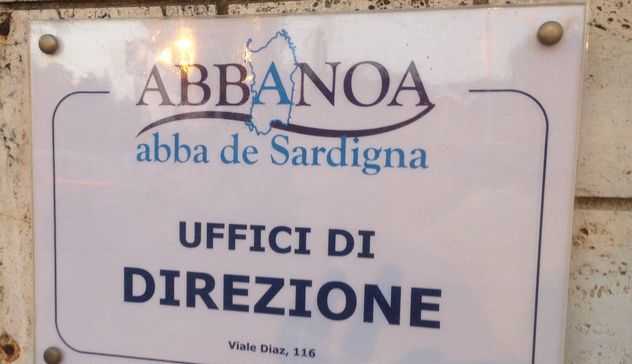 ABBANOA
abba de Sardigna
UFFICI DI
DIREZIONE
Viale Diaz, 116